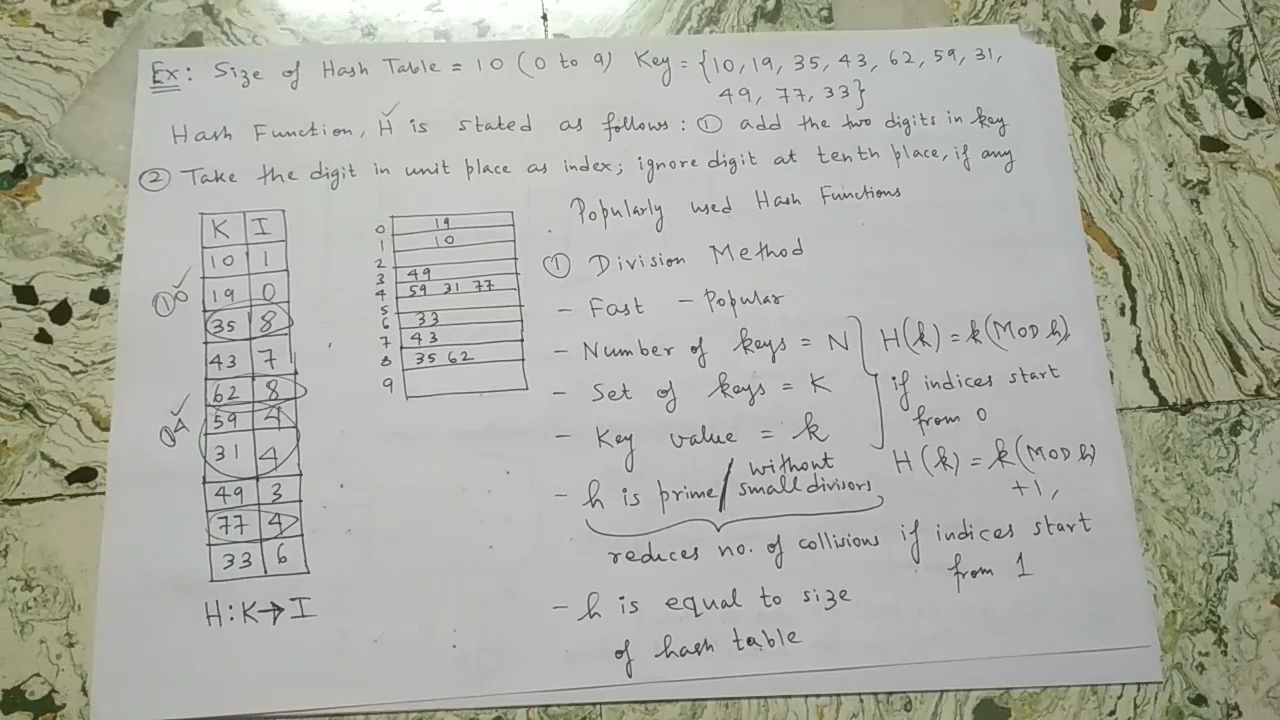 Ex: Size of Hash Table = 10 (0 to 9) Key = {10, 19, 35, 43, 62, 59, 31,
49, 77, 33}
Hash Function, H is stated as follows: ① add the two digits in key
② Take the digit in unit place as index; ignore digit at tenth place, if any
K I
10 1
19 0
35 8
43 7
62 8
59 4
31 4
49 3
77 4
33 6
10
14
H: K → I
0 19
1 10
2
3 49
4 59 31 77
5
6 33
7 43
8 35 62
9
Popularly used Hash Functions
① Division Method
- Fast - Popular
- Number of keys = N
- Set of keys = K
- Key value = k
- h is prime / without
small divisors
reduces no. of collisions
- h is equal to size
of hash table
H(k) = k (MOD h),
if indices start
from 0
H(k) = k (MOD h)
+1,
if indices start
from 1